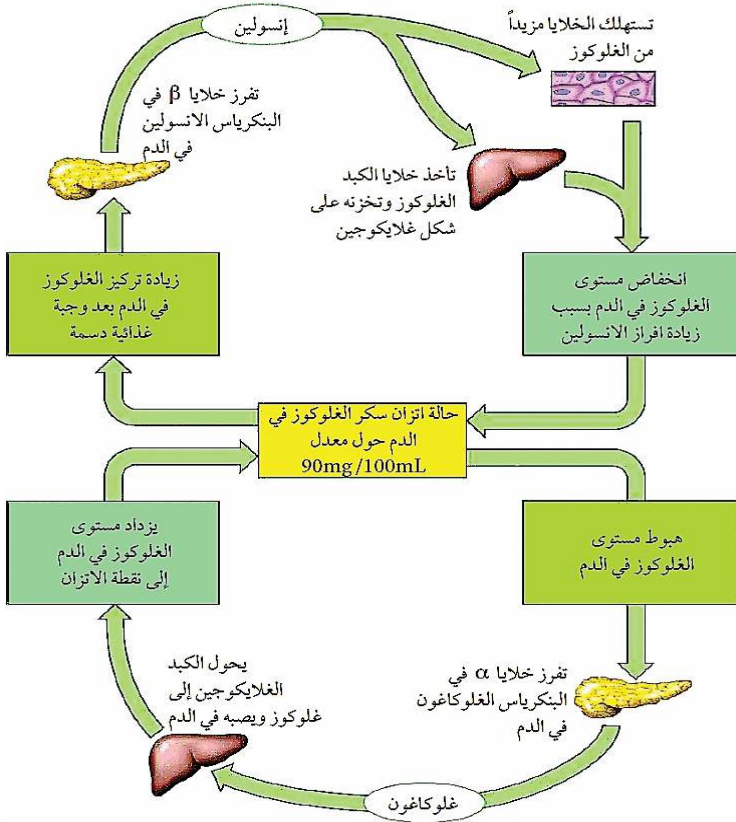 إنسولين
تستهلك الخلايا مزيداً
من الغلوكوز
تفرز خلايا β في
البنكرياس الانسولين
في الدم
تأخذ خلايا الكبد
الغلوكوز وتخزنه على
شكل غلايكوجين
زيادة تركيز الغلوكوز
في الدم بعد وجبة
غذائية دسمة
انخفاض مستوى
الغلوكوز في الدم بسبب
زيادة افراز الانسولين
حالة اتزان سكر الغلوكوز في
الدم حول معدل
90mg/100mL
يزداد مستوى
الغلوكوز في الدم
إلى نقطة الاتزان
هبوط مستوى
الغلوكوز في الدم
يحول الكبد
الغلايكوجين إلى
غلوكوز ويصبه في الدم
تفرز خلايا α في
البنكرياس الغلوكاغون
في الدم
غلوكاغون